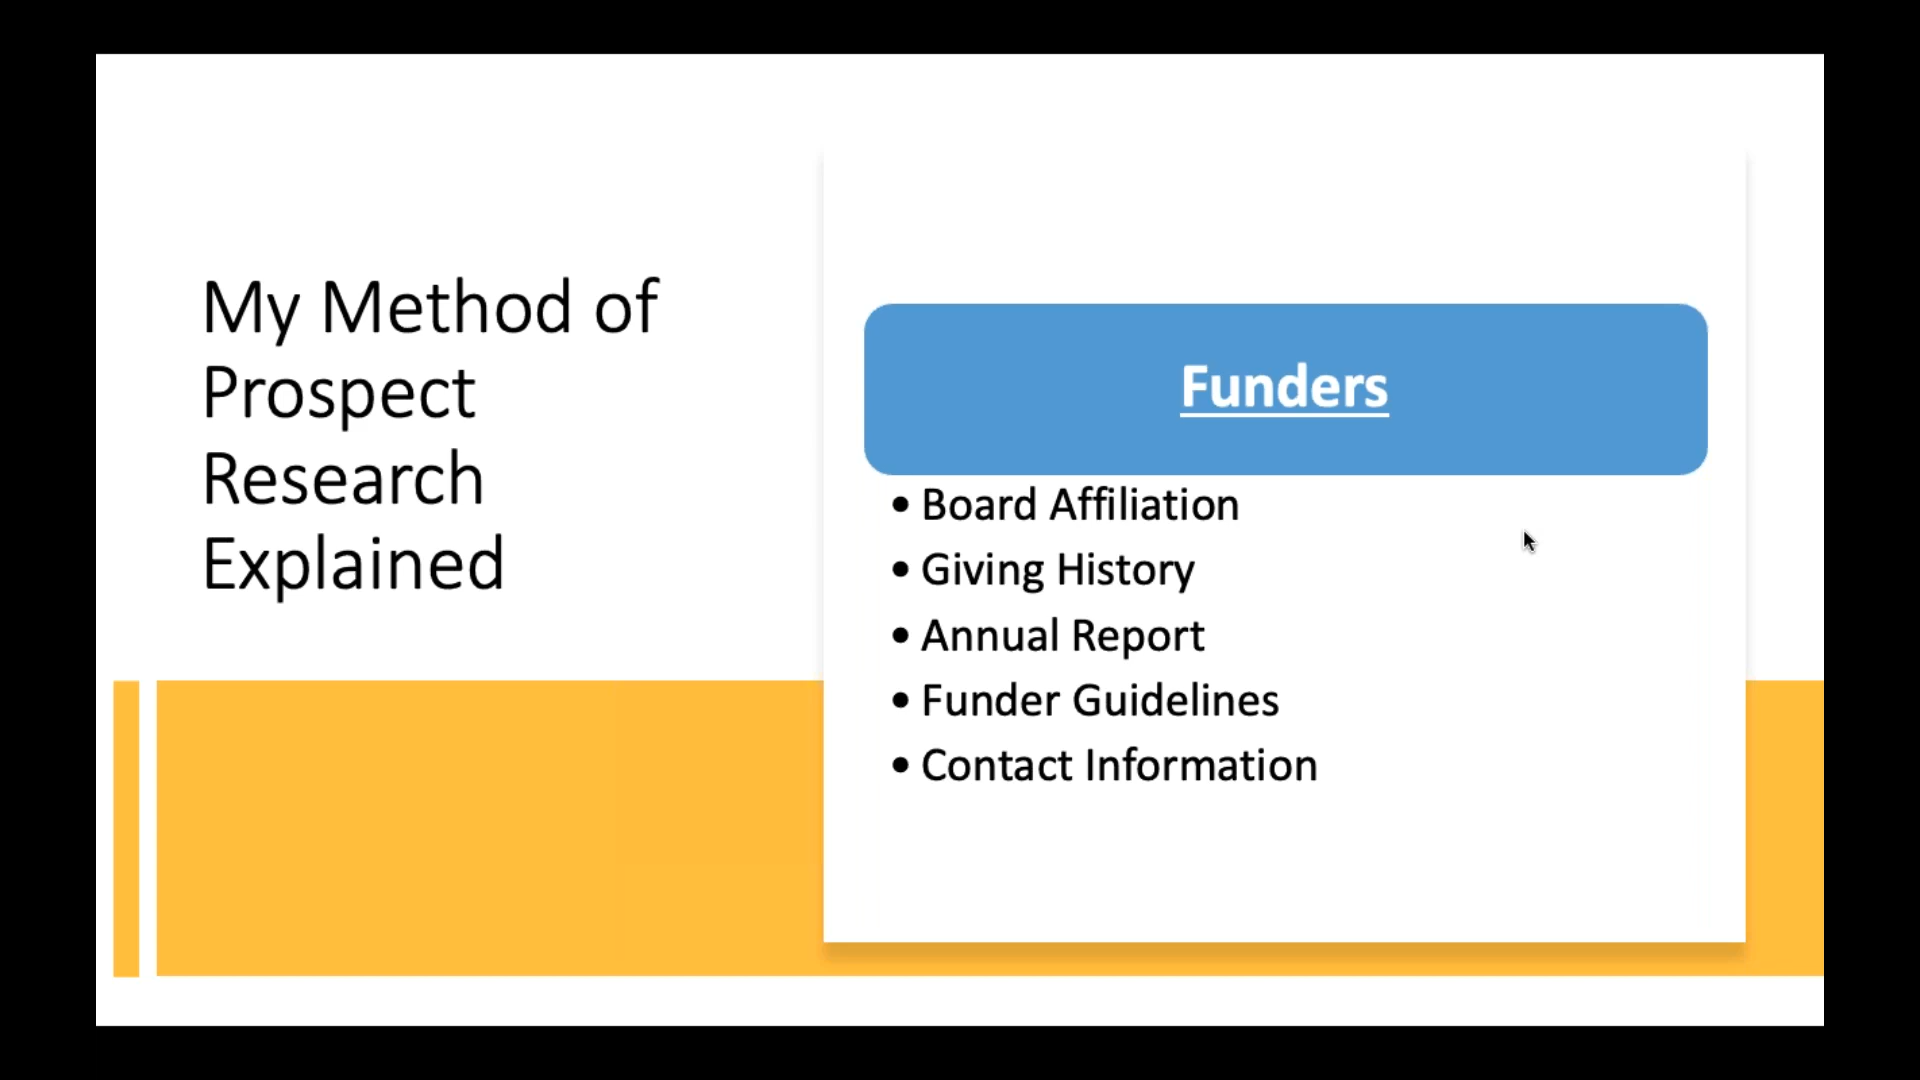 My Method of
Prospect
Research
Explained
Funders
• Board Affiliation
• Giving History
• Annual Report
• Funder Guidelines
• Contact Information